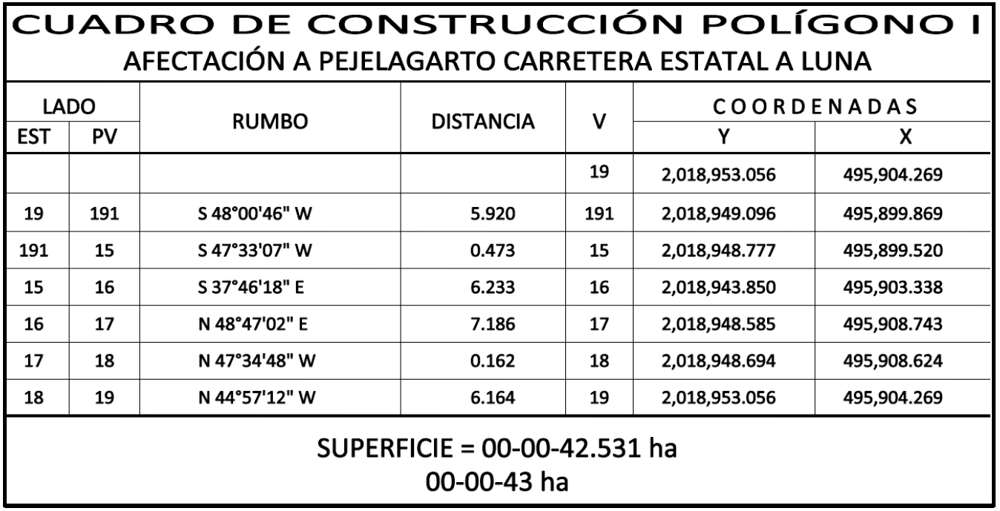 CUADRO DE CONSTRUCCIÓN POLÍGONO I
AFECTACIÓN A PEJELAGARTO CARRETERA ESTATAL A LUNA
LADO RUMBO DISTANCIA V COORDENADAS
EST PV Y X
19 2,018,953.056 495,904.269
19 191 S 48°00'46" W 5.920 191 2,018,949.096 495,899.869
191 15 S 47°33'07" W 0.473 15 2,018,948.777 495,899.520
15 16 S 37°46'18" E 6.233 16 2,018,943.850 495,903.338
16 17 N 48°47'02" E 7.186 17 2,018,948.585 495,908.743
17 18 N 47°34'48" W 0.162 18 2,018,948.694 495,908.624
18 19 N 44°57'12" W 6.164 19 2,018,953.056 495,904.269
SUPERFICIE = 00-00-42.531 ha
00-00-43 ha